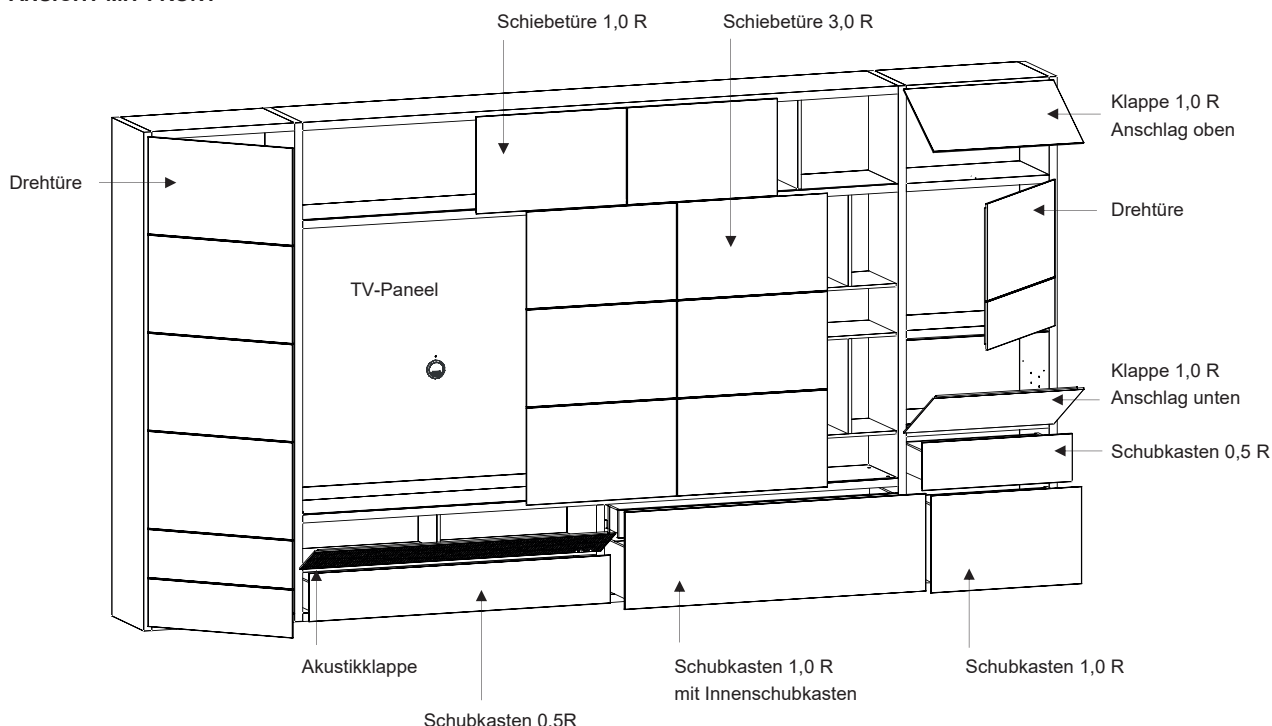 ANSICHT MIT FRONT
Schiebetüre 1,0 R
Schiebetüre 3,0 R
Klappe 1,0 R
Anschlag oben
Drehtüre
Drehtüre
TV-Paneel
Klappe 1,0 R
Anschlag unten
Schubkasten 0,5 R
Akustikklappe
Schubkasten 1,0 R
mit Innenschubkasten
Schubkasten 1,0 R
Schubkasten 0,5R